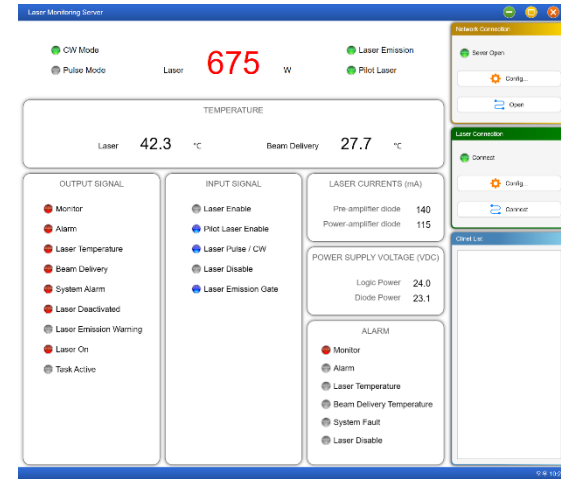 Laser Monitoring Server
CW Mode
Pulse Mode
Laser 675 W
Laser Emission
Pilot Laser
TEMPERATURE
Laser 42.3 °C Beam Delivery 27.7 °C
OUTPUT SIGNAL
Monitor
Alarm
Laser Temperature
Beam Delivery
System Alarm
Laser Deactivated
Laser Emission Warning
Laser On
Task Active
INPUT SIGNAL
Laser Enable
Pilot Laser Enable
Laser Pulse / CW
Laser Disable
Laser Emission Gate
LASER CURRENTS (mA)
Pre-amplifier diode 140
Power-amplifier diode 115
POWER SUPPLY VOLTAGE (VDC)
Logic Power 24.0
Diode Power 23.1
ALARM
Monitor
Alarm
Laser Temperature
Beam Delivery Temperature
System Fault
Laser Disable
Network Connection
Server Open
Config...
Open
Laser Connection
Connect
Config...
Connect
Clinet List